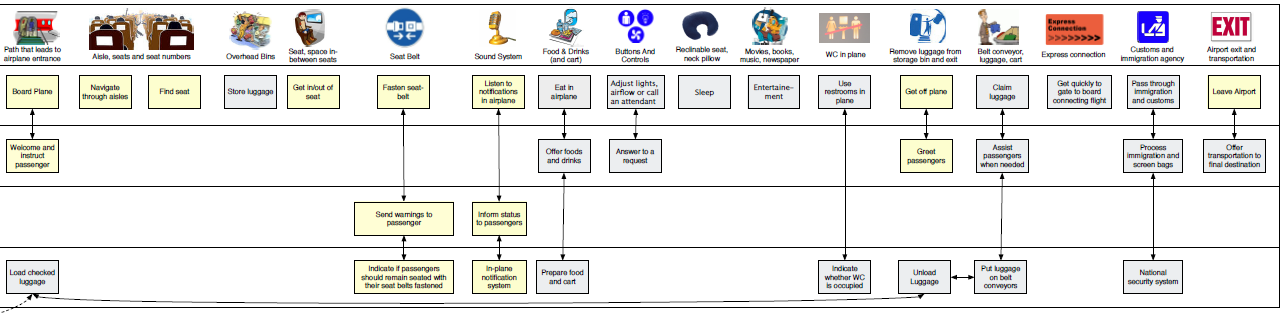 Path that leads to
airplane entrance
Aisle, seats and seat numbers
Overhead Bins
Seat, space in-
between seats
Seat Belt
Sound System
Food & Drinks
(and cart)
Buttons And
Controls
Reclinable seat,
neck pillow
Movies, books,
music, newspaper
WC in plane
Remove luggage from
storage bin and exit
Belt conveyor,
luggage, cart
Express
Connection
>>>>>>>>
Express connection
Customs and
immigration agency
EXIT
Airport exit and
transportation
Board Plane
Navigate
through aisles
Find seat
Store luggage
Get in/out of
seat
Fasten seat-
belt
Listen to
notifications
in airplane
Eat in
airplane
Adjust lights,
airflow or call
an attendant
Sleep
Entertaine-
ment
Use
restrooms in
plane
Get off plane
Claim
luggage
Get quickly to
gate to board
connecting flight
Pass through
immigration
and customs
Leave Airport
Welcome and
instruct
passenger
Offer foods
and drinks
Answer to a
request
Greet
passengers
Assist
passengers
when needed
Process
immigration and
screen bags
Offer
transportation to
final destination
Send warnings to
passenger
Inform status
to passengers
Load checked
luggage
Indicate if passengers
should remain seated with
their seat belts fastened
In-plane
notification
system
Prepare food
and cart
Indicate
whether WC
is occupied
Unload
Luggage
Put luggage
on belt
conveyors
National
security system